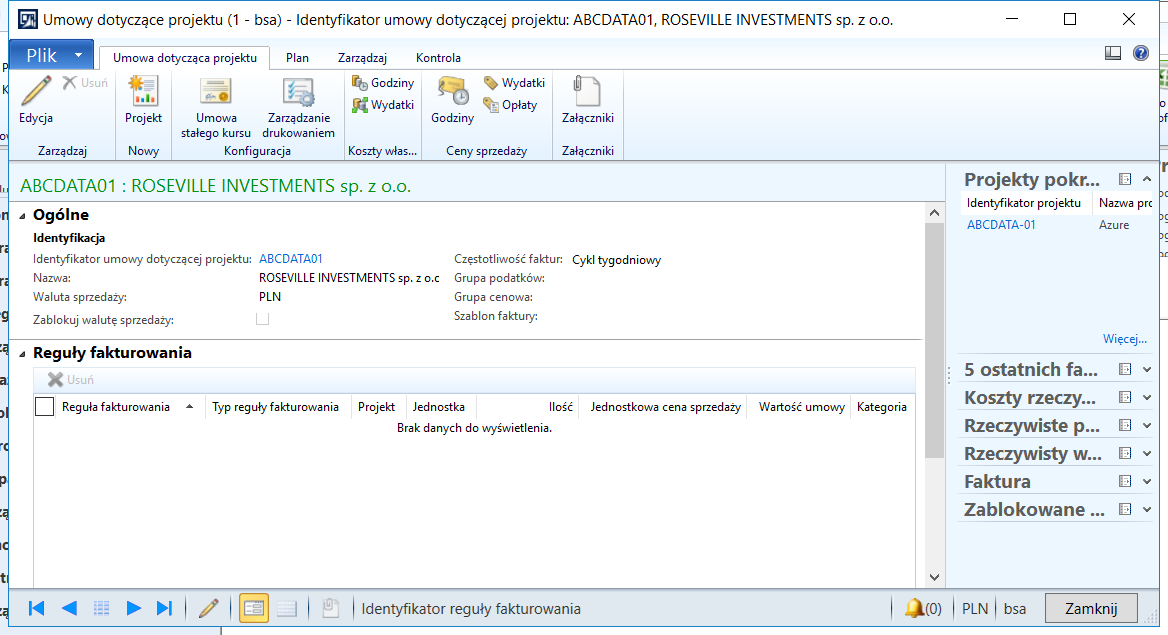 Umowy dotyczące projektu (1 - bsa) - Identyfikator umowy dotyczącej projektu: ABCDATA01, ROSEVILLE INVESTMENTS sp. z o.o.
Plik
Umowa dotycząca projektu
Plan
Zarządzaj
Kontrola
Edycja
Usuń
Zarządzaj
Projekt
Nowy
Umowa stałego kursu
Zarządzanie drukowaniem
Konfiguracja
Godziny
Wydatki
Koszty włas...
Godziny
Wydatki
Opłaty
Ceny sprzedaży
Załączniki
Załączniki
ABCDATA01 : ROSEVILLE INVESTMENTS sp. z o.o.
Ogólne
Identyfikacja
Identyfikator umowy dotyczącej projektu: ABCDATA01
Nazwa: ROSEVILLE INVESTMENTS sp. z o.c
Waluta sprzedaży: PLN
Zablokuj walutę sprzedaży:
Częstotliwość faktur: Cykl tygodniowy
Grupa podatków:
Grupa cenowa:
Szablon faktury:
Reguły fakturowania
Usuń
Reguła fakturowania Typ reguły fakturowania Projekt Jednostka Ilość Jednostkowa cena sprzedaży Wartość umowy Kategoria
Brak danych do wyświetlenia.
Projekty pokr...
Identyfikator projektu Nazwa prc
ABCDATA-01 Azure
Więcej...
5 ostatnich fa...
Koszty rzeczy...
Rzeczywiste p...
Rzeczywisty w...
Faktura
Zablokowane ...
Identyfikator reguły fakturowania
(0)
PLN
bsa
Zamknij